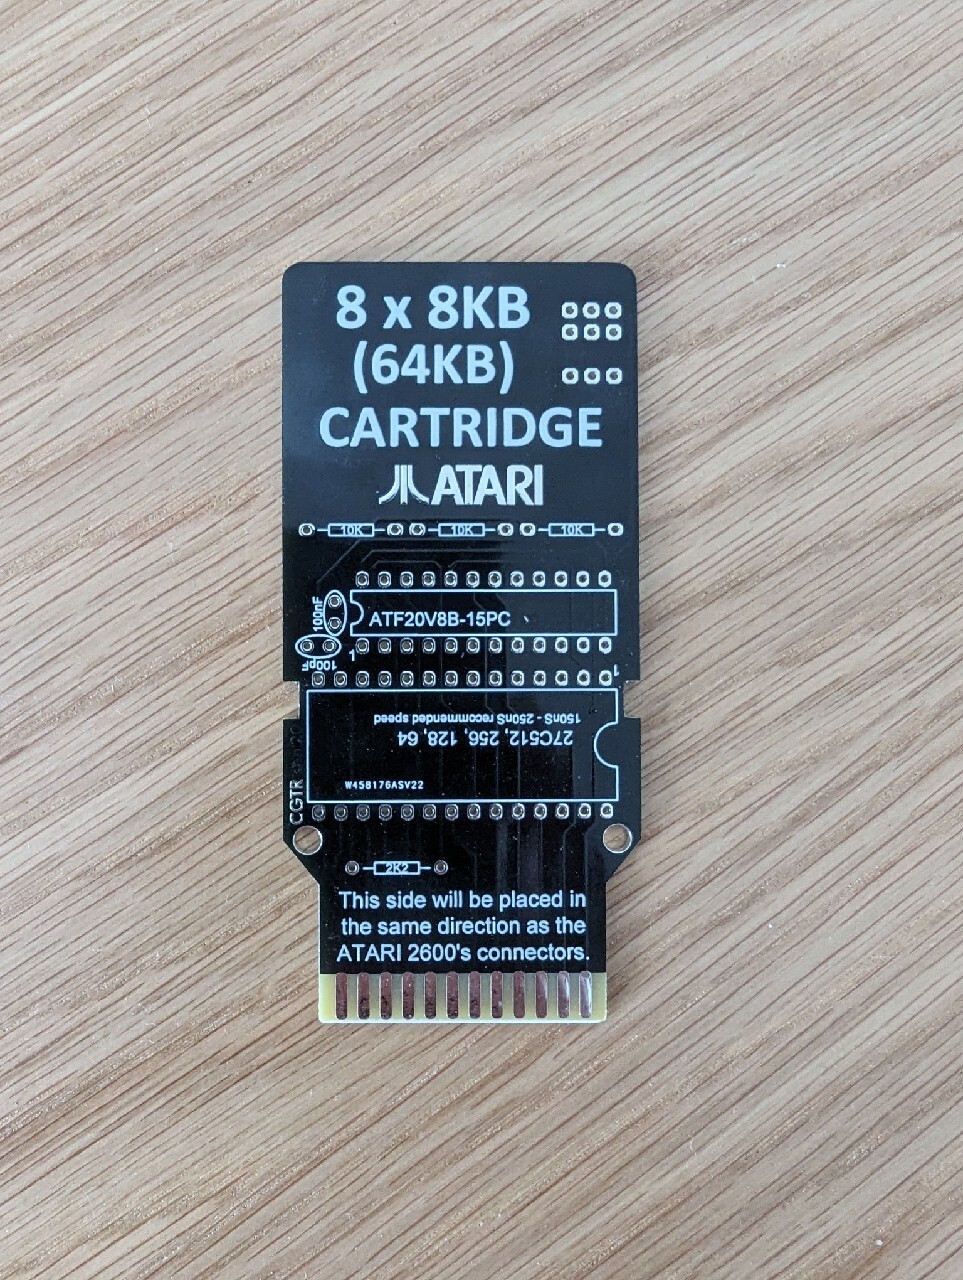 8 x 8KB
(64KB)
CARTRIDGE
ATARI
10K 10K 10K
100nF
ATF20V8B-15PC
100pF
1
1
27C512, 256, 128, 64
150nS - 250nS recommended speed
W458176ASV22
CGTR
2K2
This side will be placed in
the same direction as the
ATARI 2600's connectors.